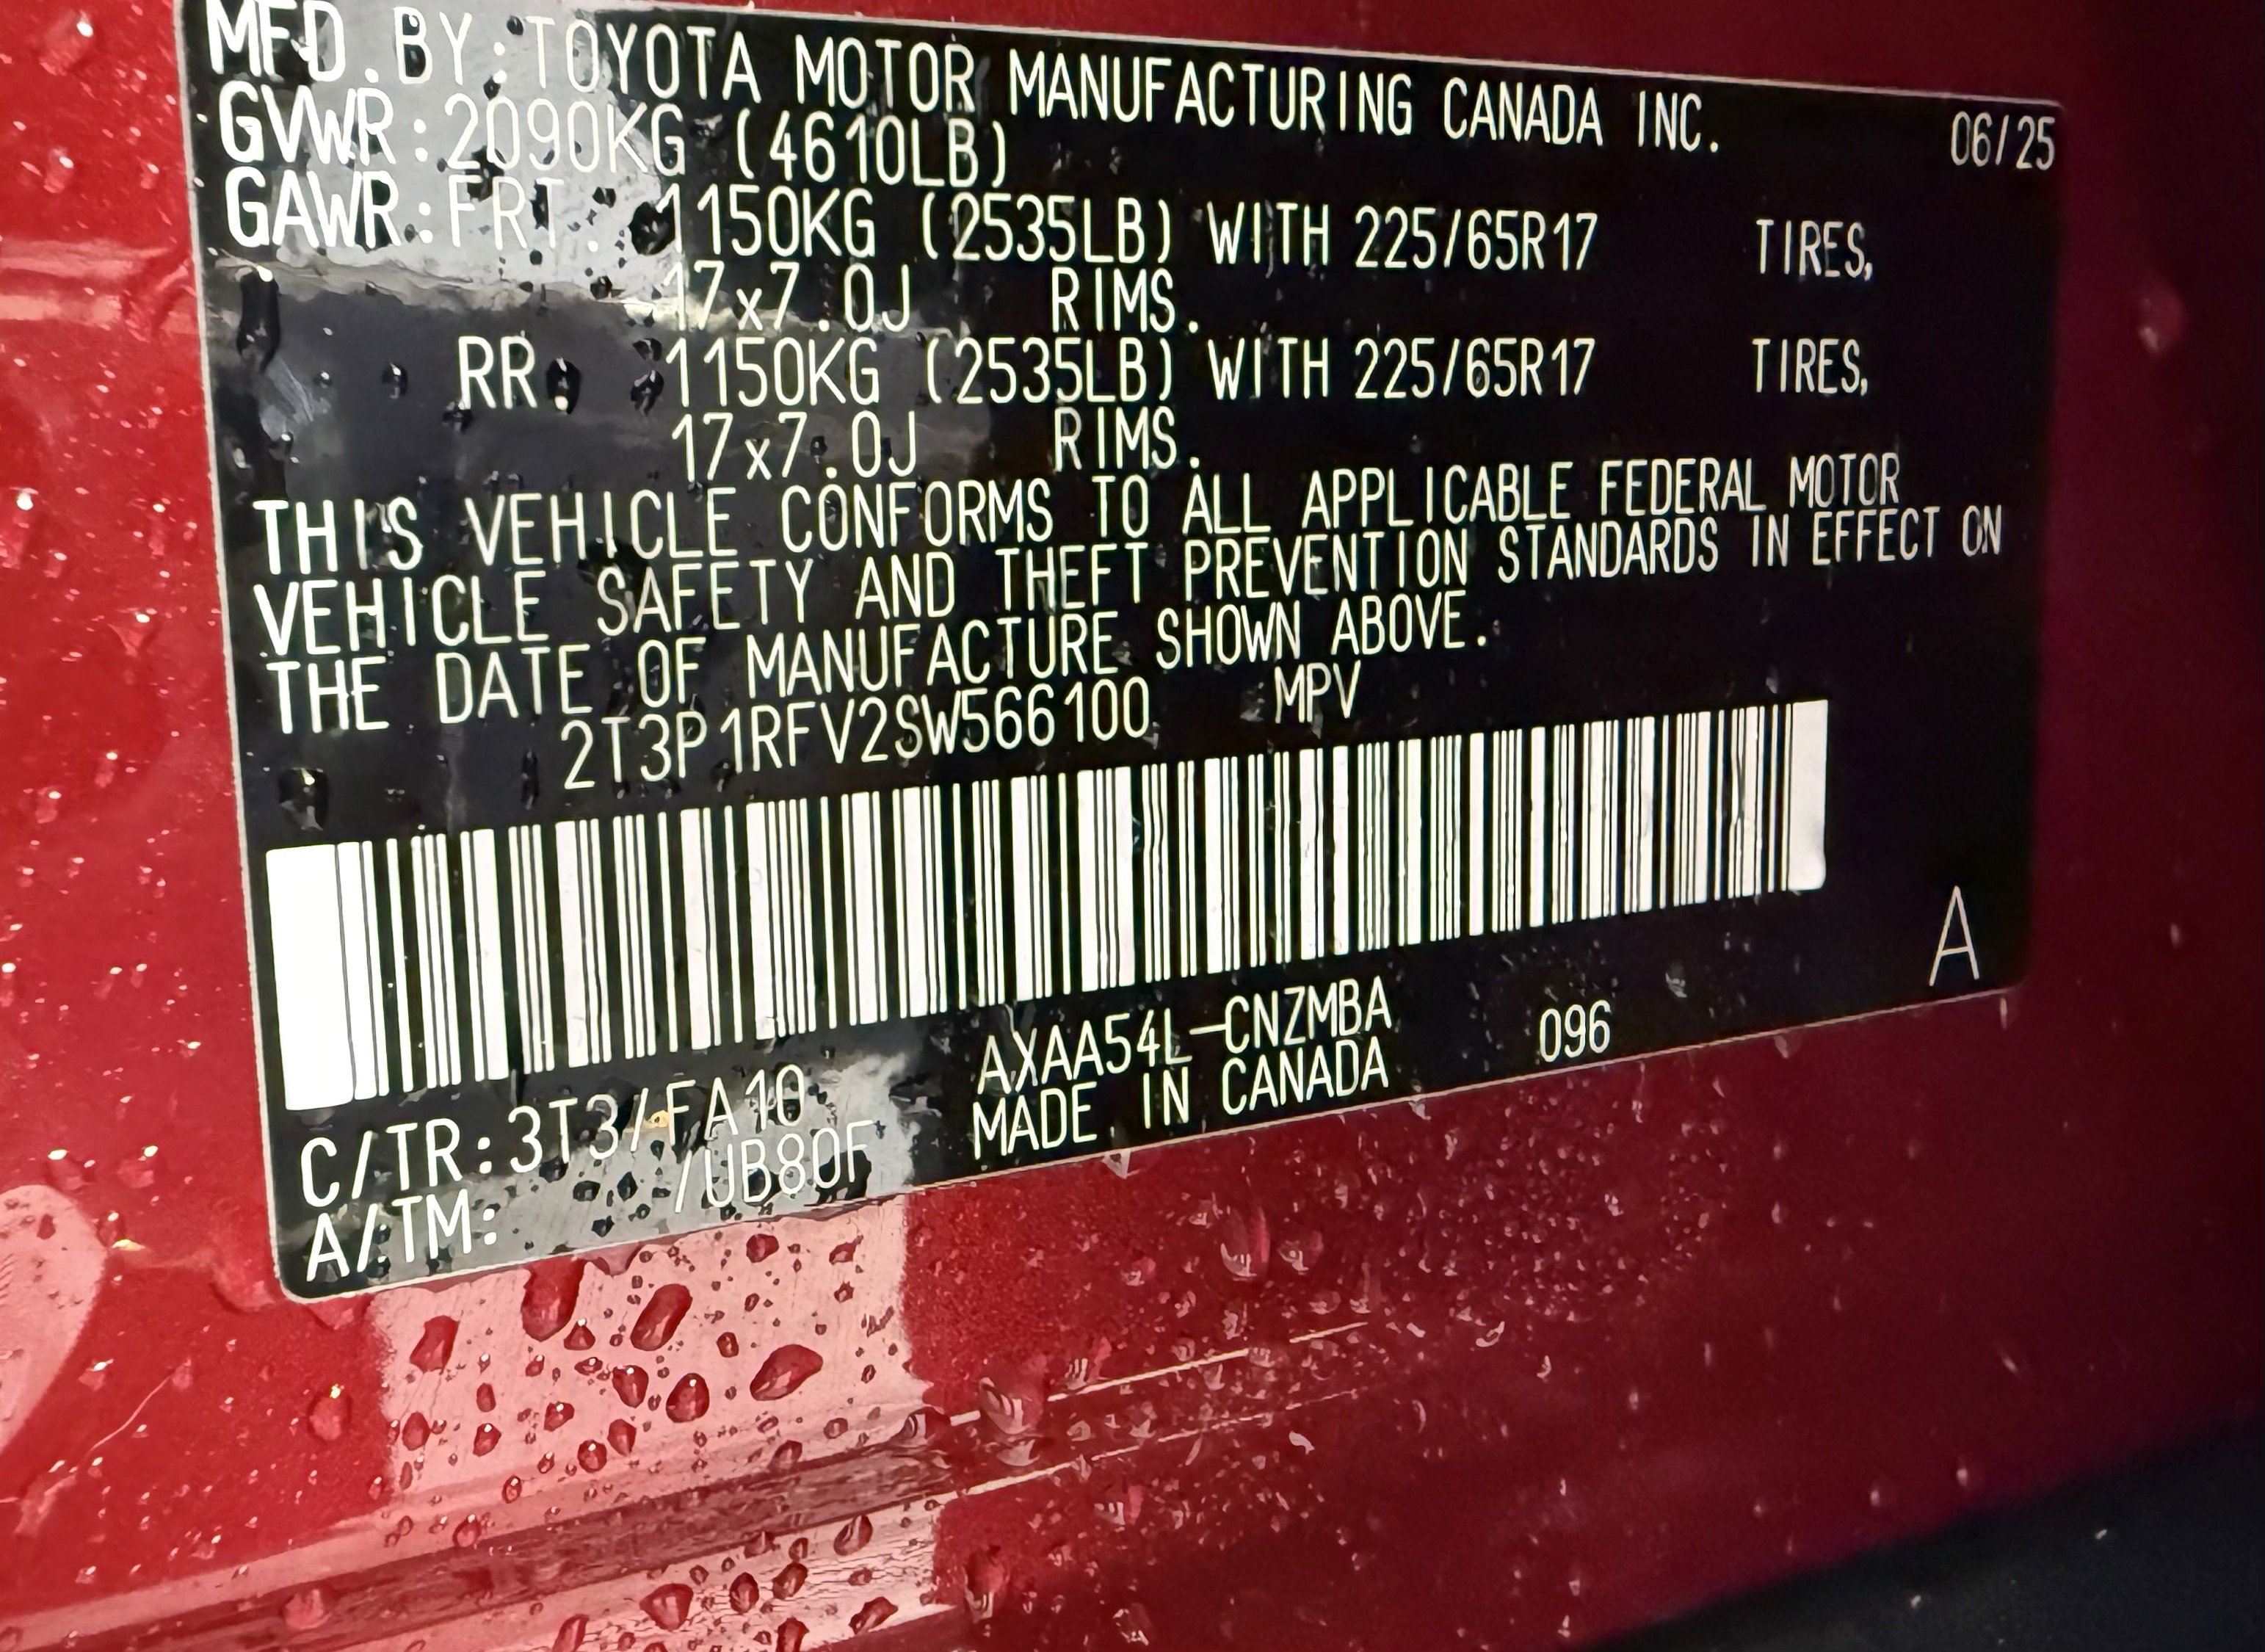 MFD.BY:TOYOTA MOTOR MANUFACTURING CANADA INC. 06/25
GVWR:2090KG (4610LB)
GAWR:FRT. 1150KG (2535LB) WITH 225/65R17 TIRES,
17x7.0J RIMS.
RR. 1150KG (2535LB) WITH 225/65R17 TIRES,
17x7.0J RIMS.
THIS VEHICLE CONFORMS TO ALL APPLICABLE FEDERAL MOTOR
VEHICLE SAFETY AND THEFT PREVENTION STANDARDS IN EFFECT ON
THE DATE OF MANUFACTURE SHOWN ABOVE.
2T3P1RFV2SW566100 MPV
C/TR:3T3/FA10 AXAA54L-CNZMBA 096 A
A/TM: /UB80F MADE IN CANADA